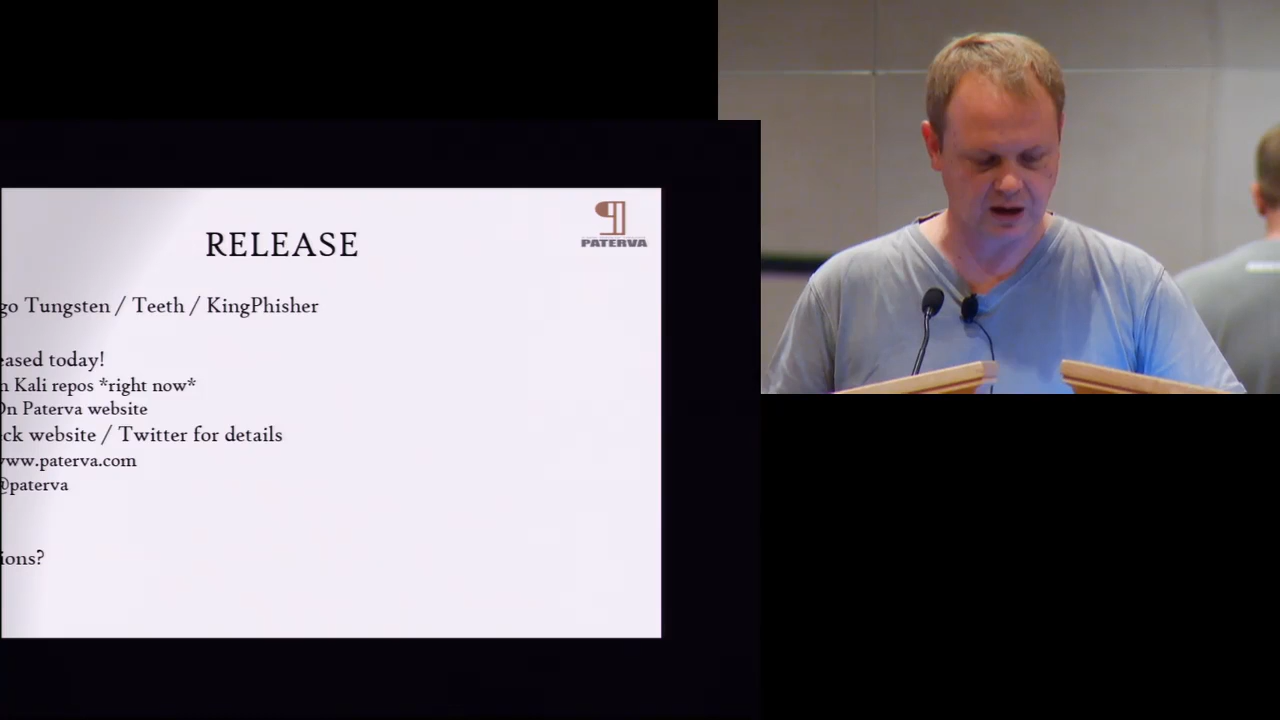 RELEASE
PATERVA
go Tungsten / Teeth / KingPhisher
eased today!
n Kali repos *right now*
On Paterva website
eck website / Twitter for details
www.paterva.com
@paterva
ions?